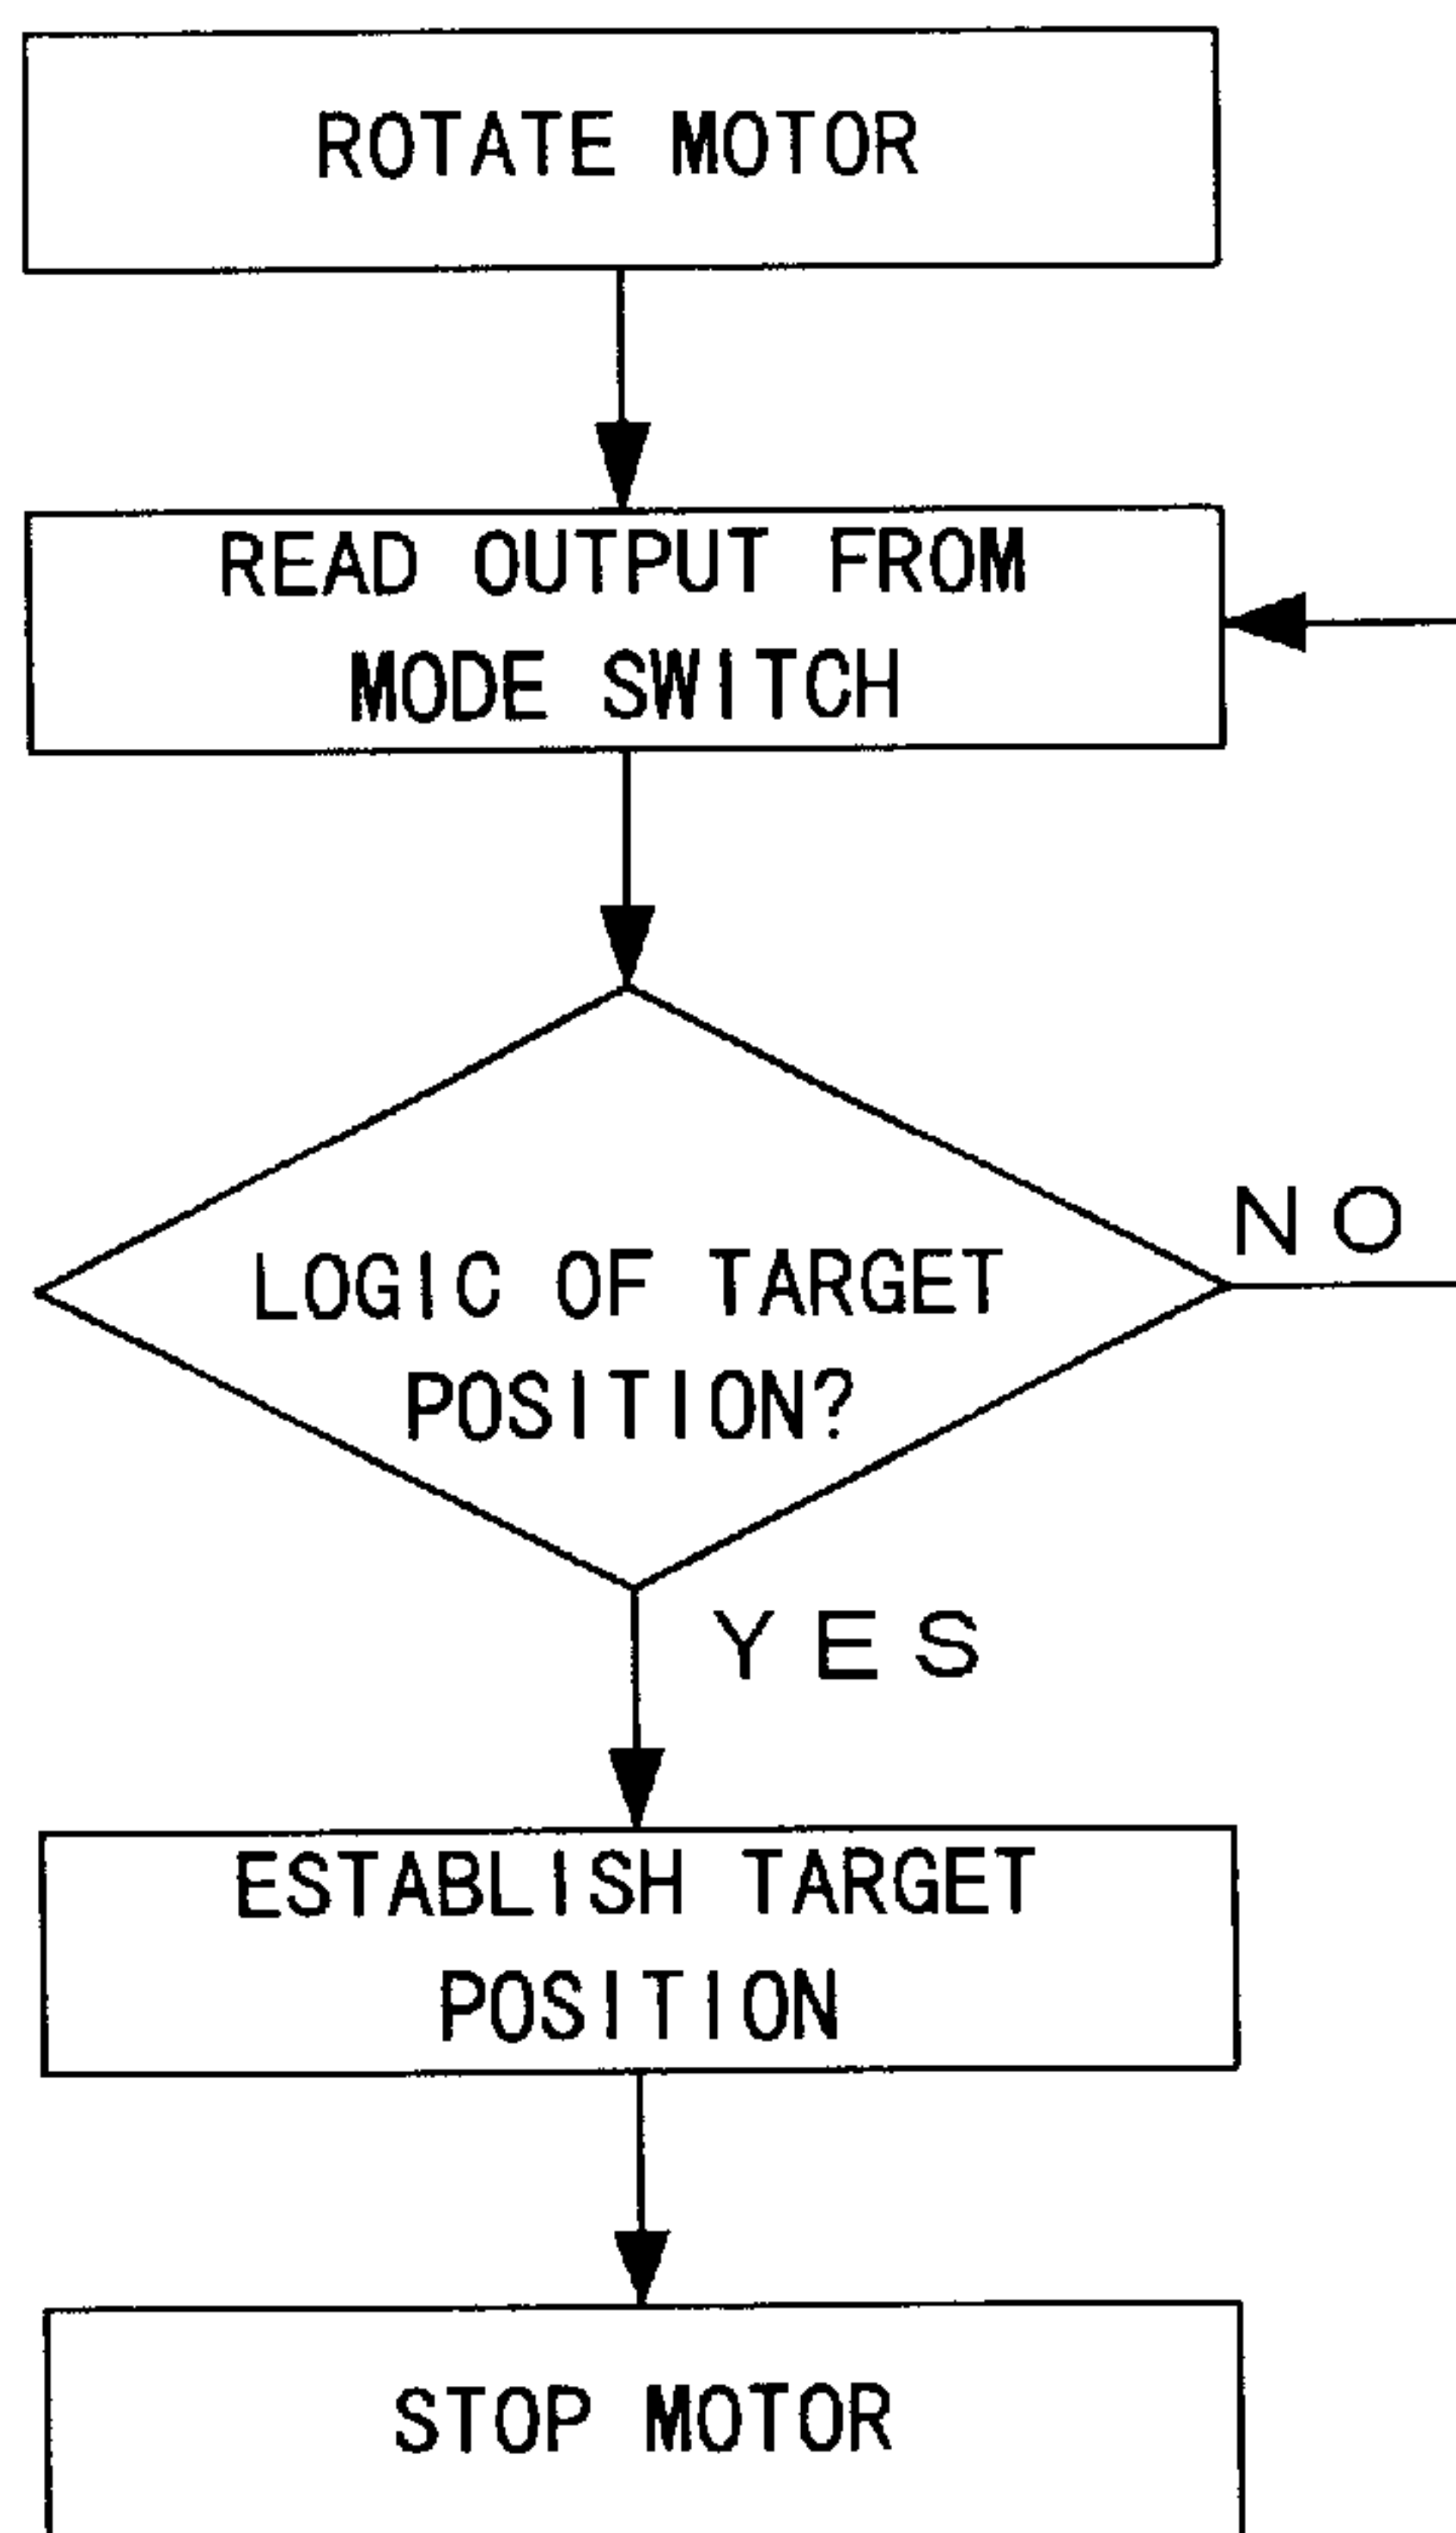 ROTATE MOTOR
READ OUTPUT FROM
MODE SWITCH
NO
LOGIC OF TARGET
POSITION?
YES
ESTABLISH TARGET
POSITION
STOP MOTOR